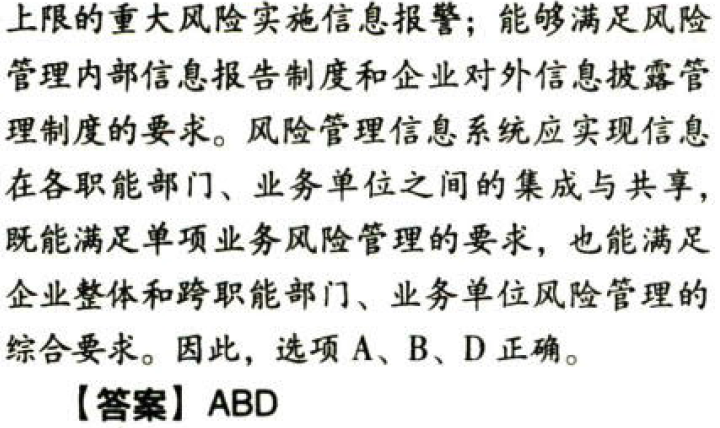 上限的重大风险实施信息报警；能够满足风险
管理内部信息报告制度和企业对外信息披露管
理制度的要求。风险管理信息系统应实现信息
在各职能部门、业务单位之间的集成与共享，
既能满足单项业务风险管理的要求，也能满足
企业整体和跨职能部门、业务单位风险管理的
综合要求。因此，选项 A、B、D 正确。
【答案】ABD